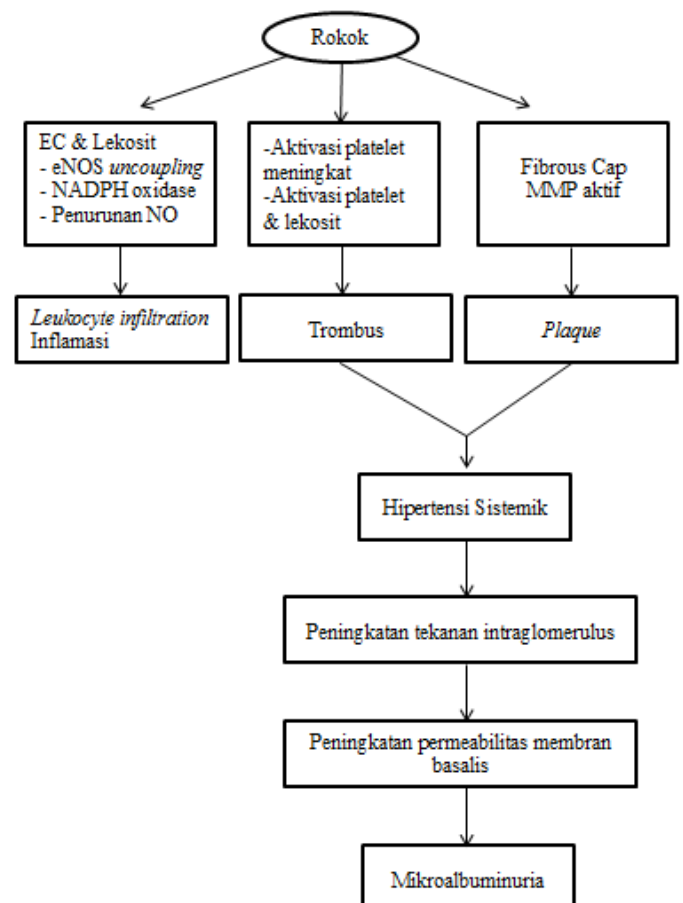 Rokok
EC & Lekosit
- eNOS uncoupling
- NADPH oxidase
- Penurunan NO
-Aktivasi platelet
meningkat
-Aktivasi platelet
& lekosit
Fibrous Cap
MMP aktif
Leukocyte infiltration
Inflamasi
Trombus
Plaque
Hipertensi Sistemik
Peningkatan tekanan intraglomerulus
Peningkatan permeabilitas membran
basalis
Mikroalbuminuria